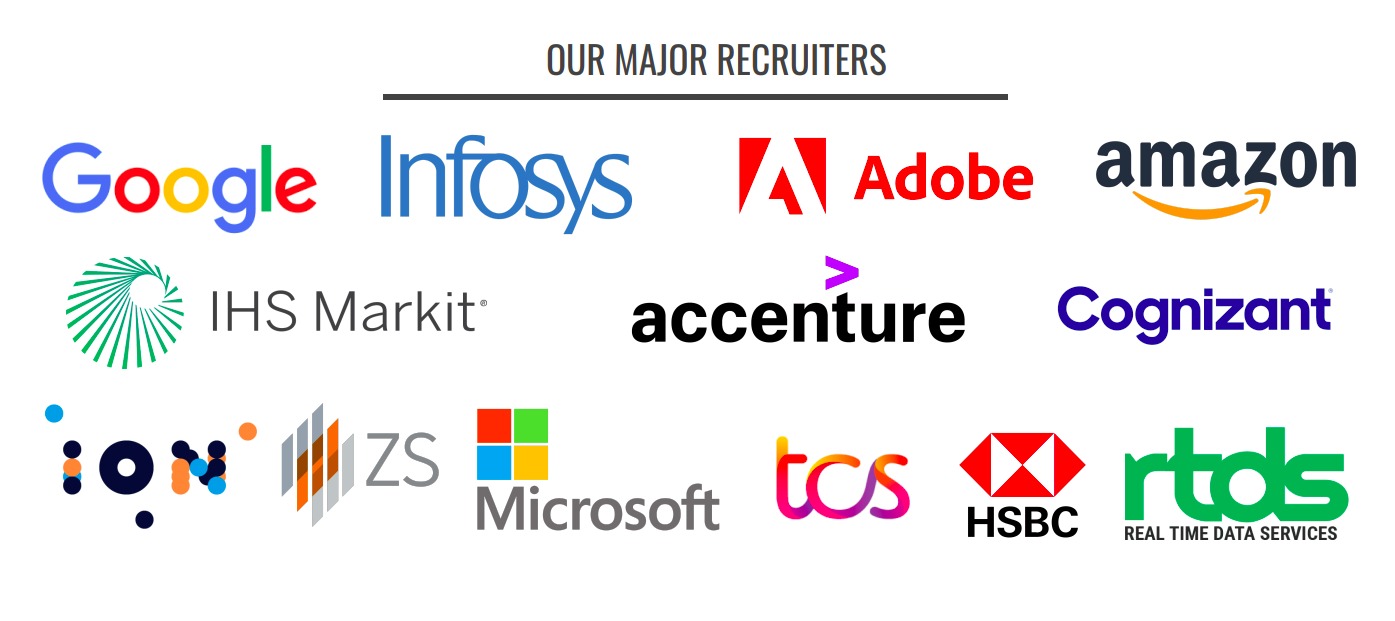 OUR MAJOR RECRUITERS
Google Infosys Adobe amazon
IHS Markit® accenture Cognizant®
ion ZS Microsoft tcs HSBC rtds
REAL TIME DATA SERVICES